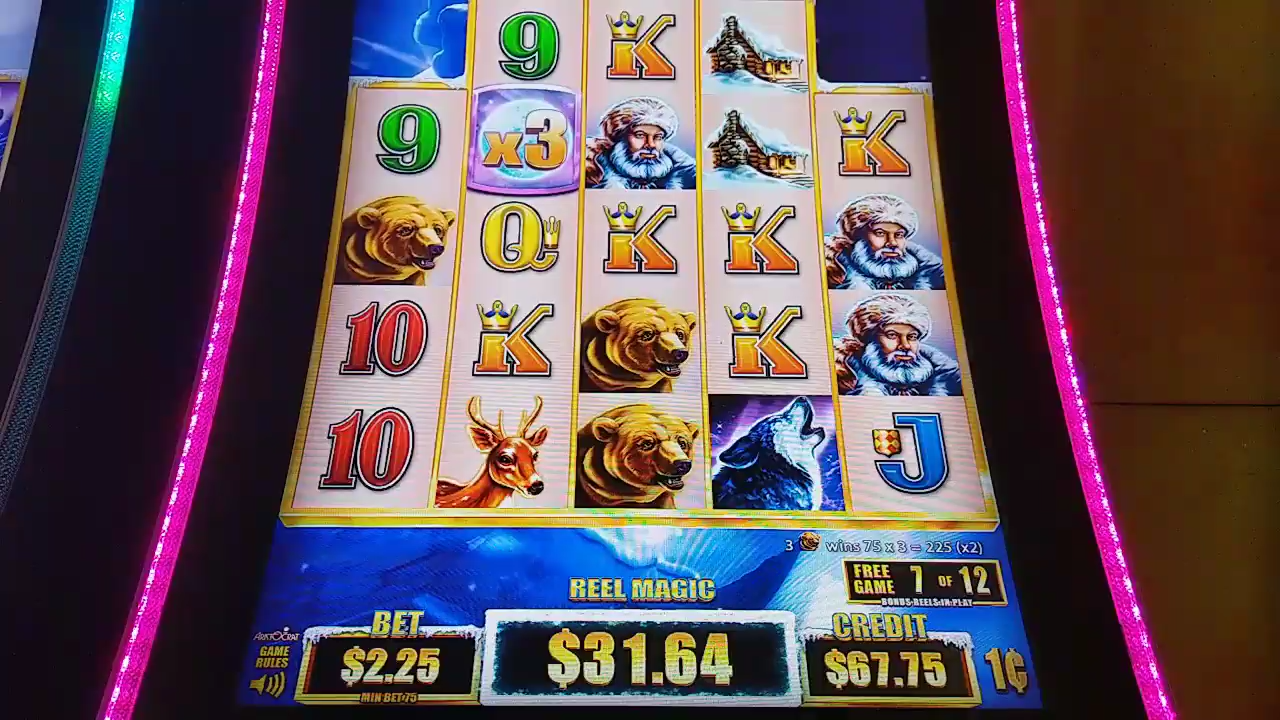 9 K
9 x3 K
Q K K
10 K K
10 J
3 wins 75 x 3 = 225 (x2)
FREE GAME 7 OF 12
BONUS REELS IN PLAY
REEL MAGIC
BET CREDIT
ARISTOCRAT
GAME RULES
$2.25 $31.64 $67.75 1¢
MIN BET 75